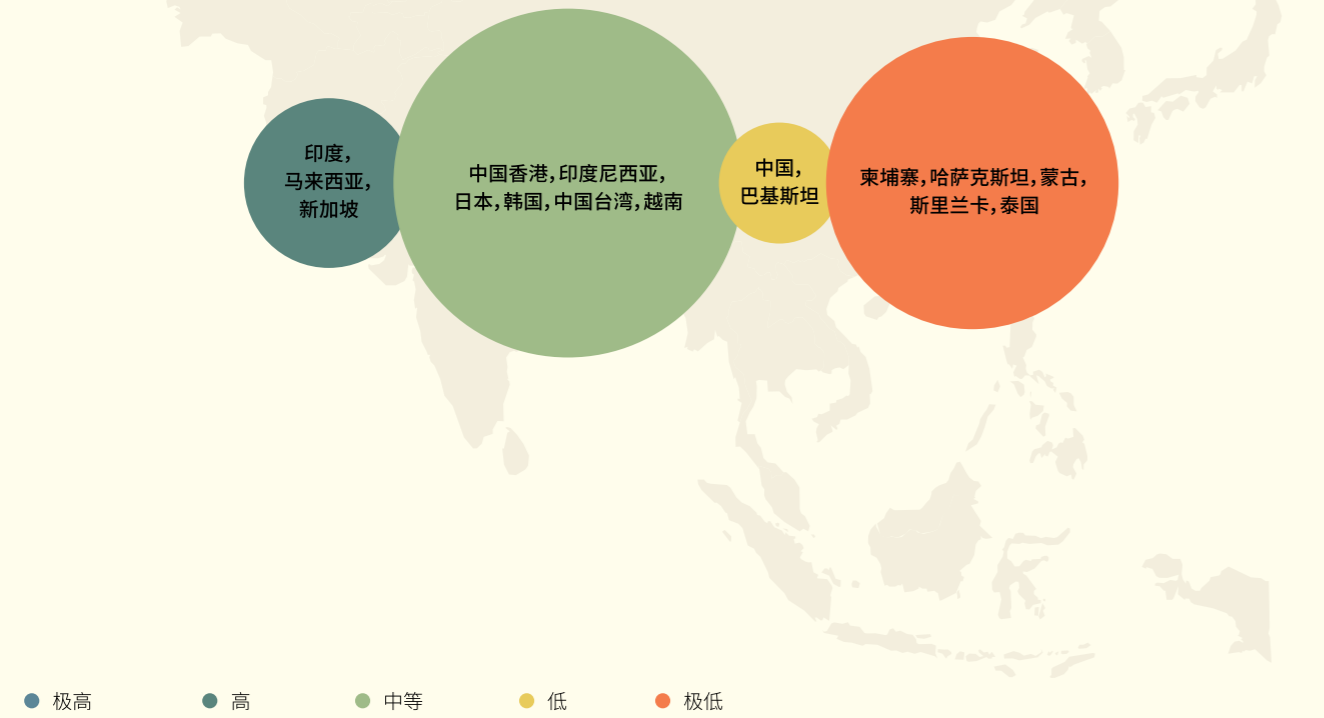 印度，
马来西亚，
新加坡
中国香港，印度尼西亚，
日本，韩国，中国台湾，越南
中国，
巴基斯坦
柬埔寨，哈萨克斯坦，蒙古，
斯里兰卡，泰国
极高
高
中等
低
极低